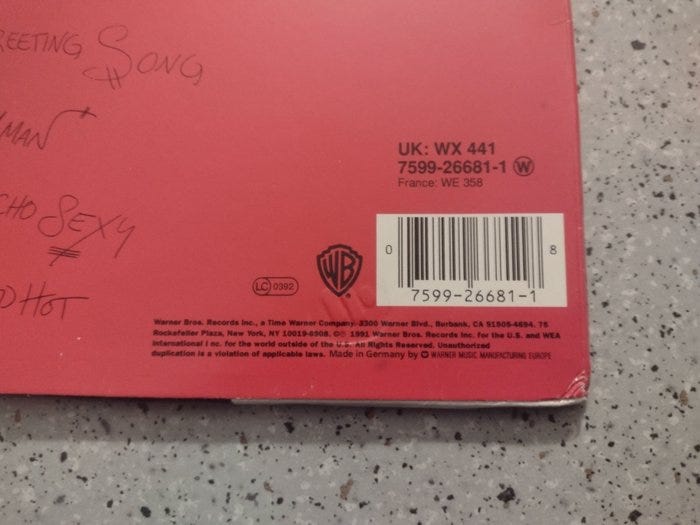 REETING SONG
MAN
UK: WX 441
7599-26681-1 W
France: WE 358
CHO SEXY
0 8
7599-26681-1
LC 0392
WB
D HOT
Warner Bros. Records Inc., a Time Warner Company. 3300 Warner Blvd., Burbank, CA 91505-4694. 75
Rockefeller Plaza, New York, NY 10019-6908. ©℗ 1991 Warner Bros. Records Inc. for the U.S. and WEA
International I nc. for the world outside of the U.S. All Rights Reserved. Unauthorized
duplication is a violation of applicable laws. Made in Germany by WARNER MUSIC MANUFACTURING EUROPE